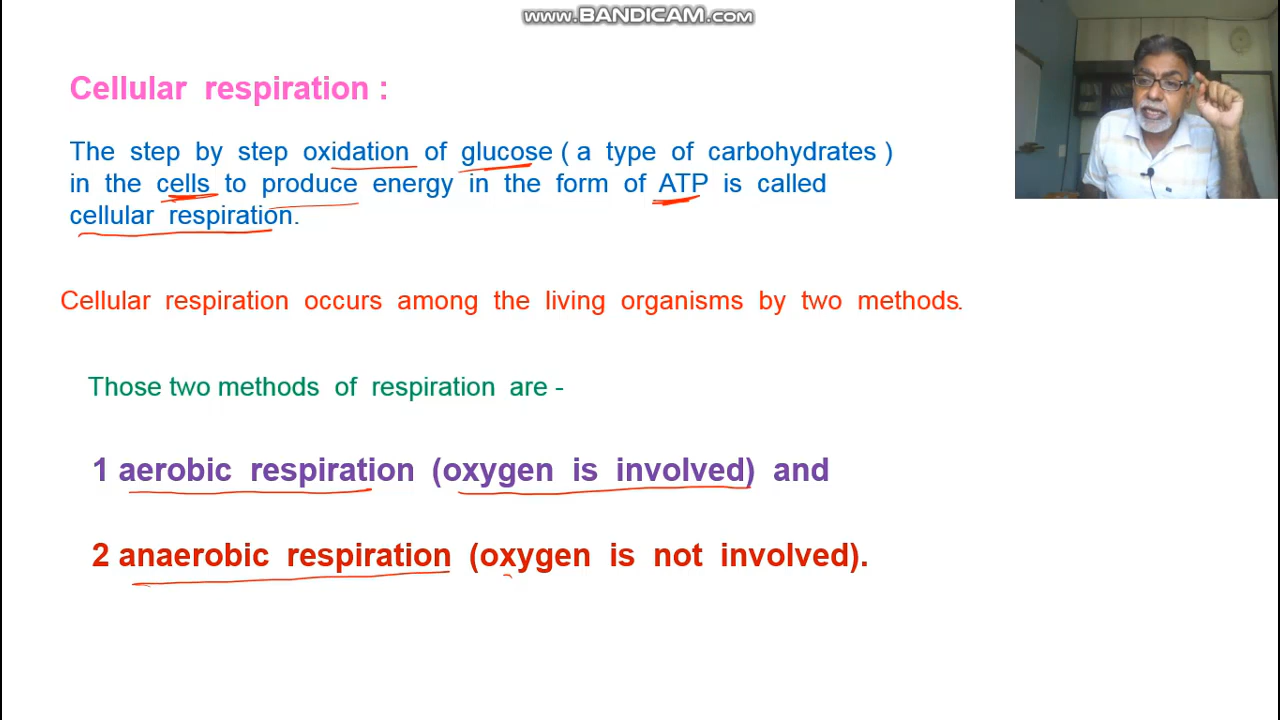 www.BANDICAM.com
Cellular respiration :
The step by step oxidation of glucose ( a type of carbohydrates )
in the cells to produce energy in the form of ATP is called
cellular respiration.
Cellular respiration occurs among the living organisms by two methods.
Those two methods of respiration are -
1 aerobic respiration (oxygen is involved) and
2 anaerobic respiration (oxygen is not involved).